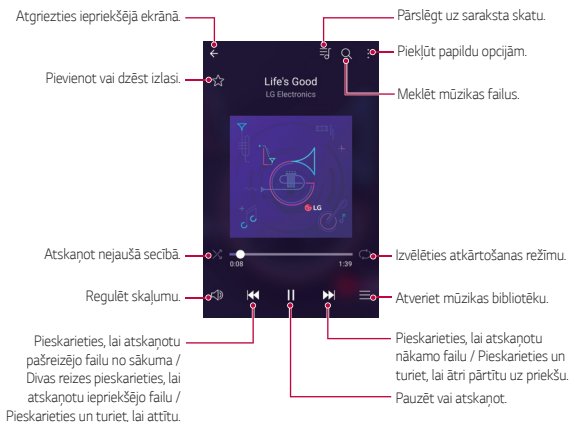 Atgriezties iepriekšējā ekrānā.
Pārslēgt uz saraksta skatu.
Piekļūt papildu opcijām.
Pievienot vai dzēst izlasi.
Meklēt mūzikas failus.
Life's Good
LG Electronics
LG
Atskaņot nejaušā secībā.
Izvēlēties atkārtošanas režīmu.
0:08
1:39
Regulēt skaļumu.
Atveriet mūzikas bibliotēku.
Pieskarieties, lai atskaņotu
pašreizējo failu no sākuma /
Divas reizes pieskarieties, lai
atskaņotu iepriekšējo failu /
Pieskarieties un turiet, lai attītu.
Pieskarieties, lai atskaņotu
nākamo failu / Pieskarieties un
turiet, lai ātri pārtītu uz priekšu.
Pauzēt vai atskaņot.